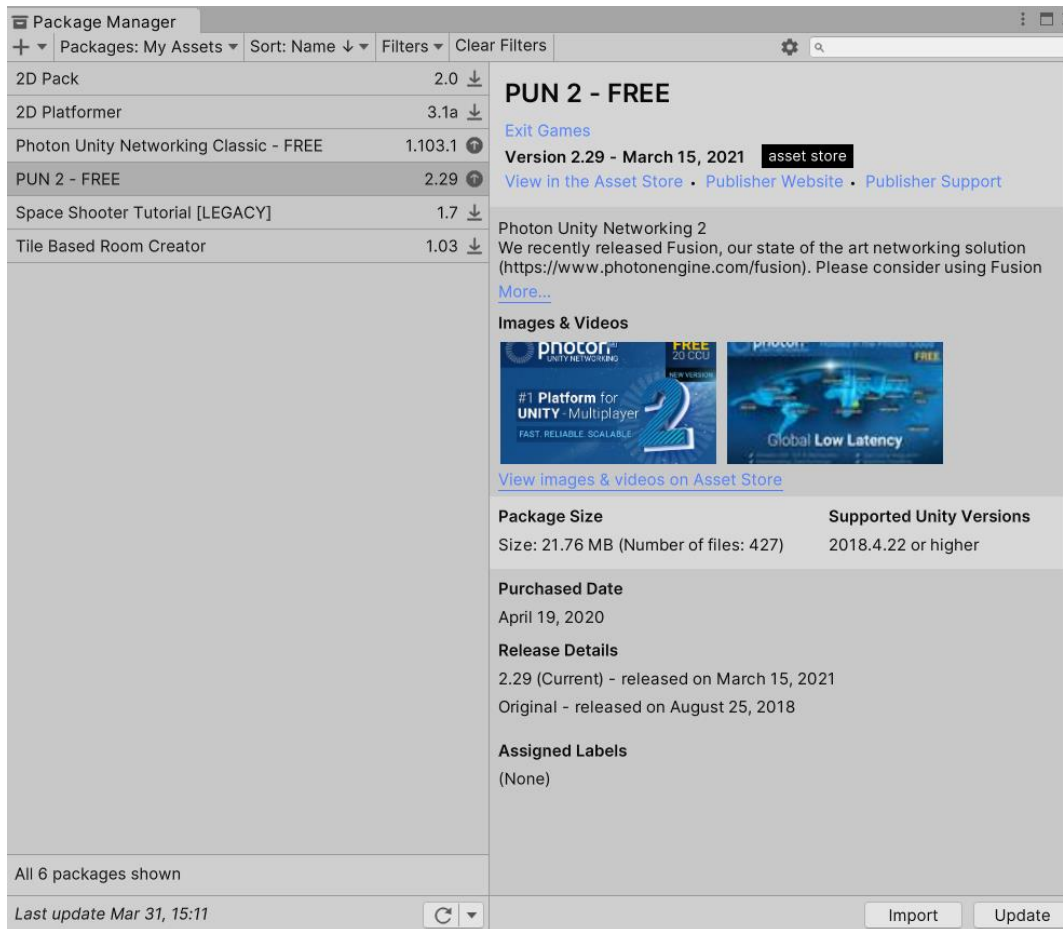 Package Manager
Packages: My Assets Sort: Name ↓ Filters Clear Filters
2D Pack 2.0
2D Platformer 3.1a
Photon Unity Networking Classic - FREE 1.103.1
PUN 2 - FREE 2.29
Space Shooter Tutorial [LEGACY] 1.7
Tile Based Room Creator 1.03
All 6 packages shown
Last update Mar 31, 15:11
PUN 2 - FREE
Exit Games
Version 2.29 - March 15, 2021 asset store
View in the Asset Store • Publisher Website • Publisher Support
Photon Unity Networking 2
We recently released Fusion, our state of the art networking solution
(https://www.photonengine.com/fusion). Please consider using Fusion
More...
Images & Videos
photon
UNITY NETWORKING
FREE
20 CCU
NEW VERSION
#1 Platform for
UNITY - Multiplayer
2
FAST. RELIABLE. SCALABLE
photon
FREE
Global Low Latency
View images & videos on Asset Store
Package Size Supported Unity Versions
Size: 21.76 MB (Number of files: 427) 2018.4.22 or higher
Purchased Date
April 19, 2020
Release Details
2.29 (Current) - released on March 15, 2021
Original - released on August 25, 2018
Assigned Labels
(None)
Import Update